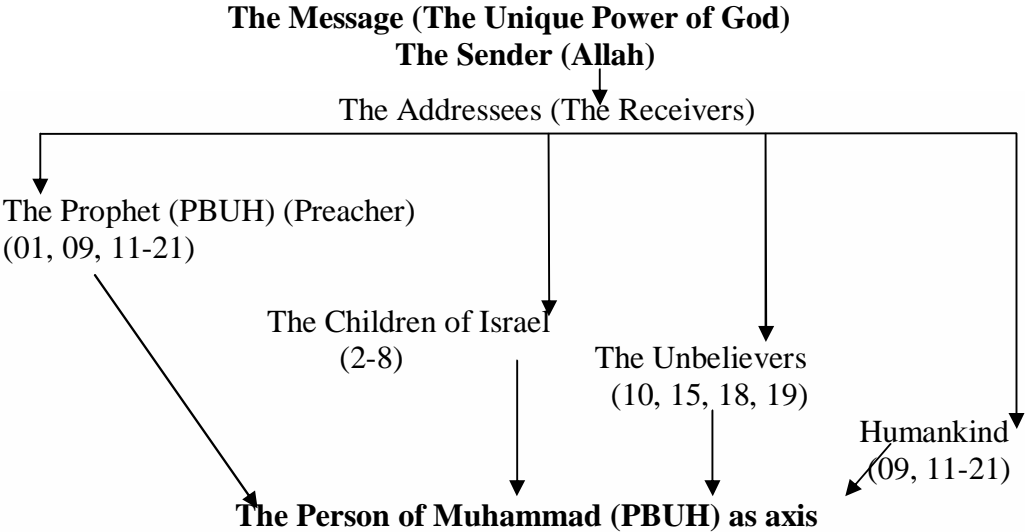 The Message (The Unique Power of God)
The Sender (Allah)
The Addressees (The Receivers)
The Prophet (PBUH) (Preacher)
(01, 09, 11-21)
The Children of Israel
(2-8)
The Unbelievers
(10, 15, 18, 19)
Humankind
(09, 11-21)
The Person of Muhammad (PBUH) as axis